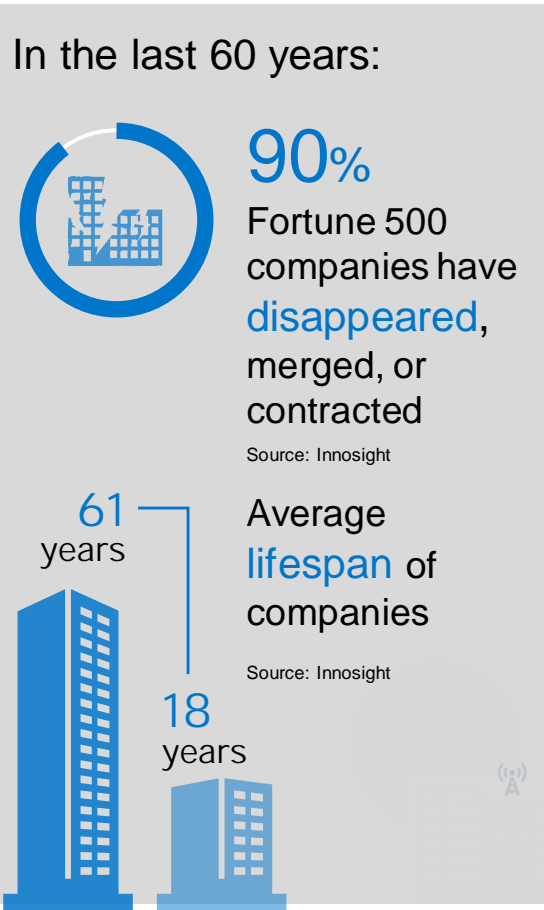 In the last 60 years:
90%
Fortune 500
companies have
disappeared,
merged, or
contracted
Source: Innosight
61
years
Average
lifespan of
companies
Source: Innosight
18
years